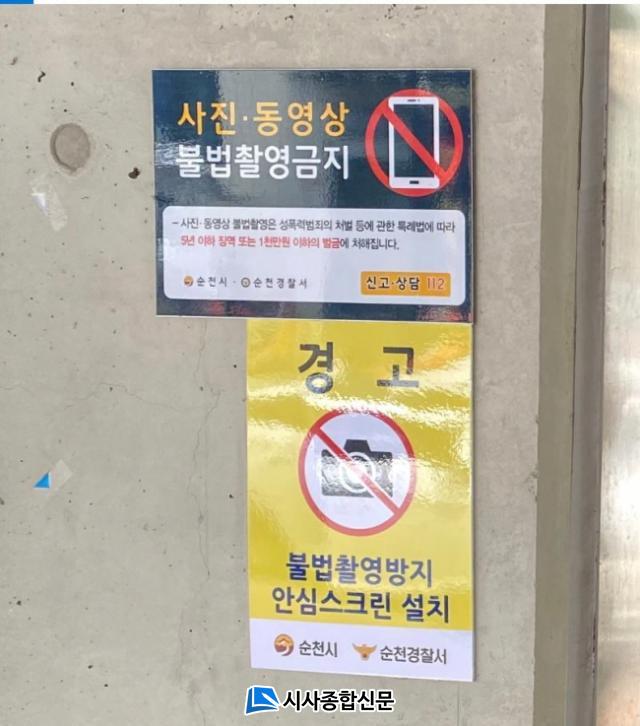 사진·동영상
불법촬영금지
- 사진·동영상 불법촬영은 성폭력범죄의 처벌 등에 관한 특례법에 따라
5년 이하 징역 또는 1천만원 이하의 벌금에 처해집니다.
순천시 · 순천경찰서
신고·상담 112
경 고
불법촬영방지
안심스크린 설치
순천시 순천경찰서
시사종합신문